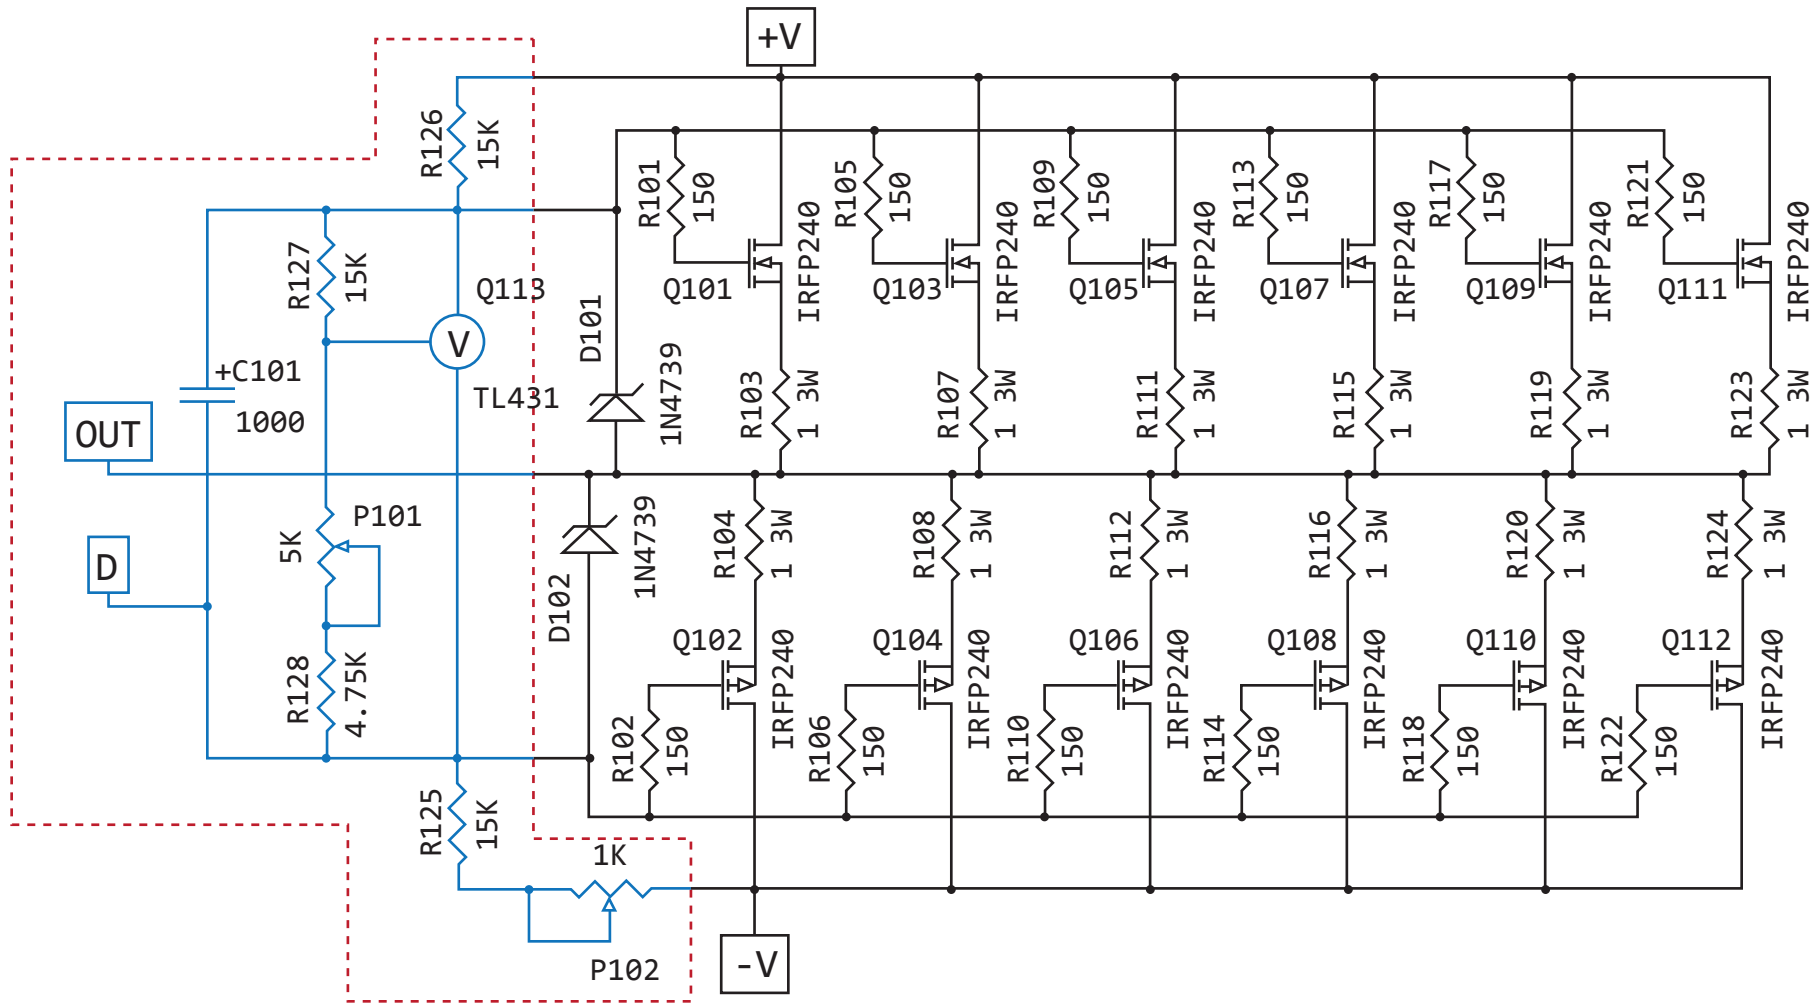 +V
R126
15K
R101
150
R105
150
R109
150
R113
150
R117
150
R121
150
IRFP240
IRFP240
IRFP240
IRFP240
IRFP240
IRFP240
R127
15K
Q113
Q101
Q103
Q105
Q107
Q109
Q111
D101
V
+C101
1000
TL431
1N4739
R103
1 3W
R107
1 3W
R111
1 3W
R115
1 3W
R119
1 3W
R123
1 3W
OUT
P101
5K
1N4739
R104
1 3W
R108
1 3W
R112
1 3W
R116
1 3W
R120
1 3W
R124
1 3W
D
D102
Q102
Q104
Q106
Q108
Q110
Q112
IRFP240
IRFP240
IRFP240
IRFP240
IRFP240
IRFP240
R128
4.75K
R102
150
R106
150
R110
150
R114
150
R118
150
R122
150
R125
15K
1K
P102
-V